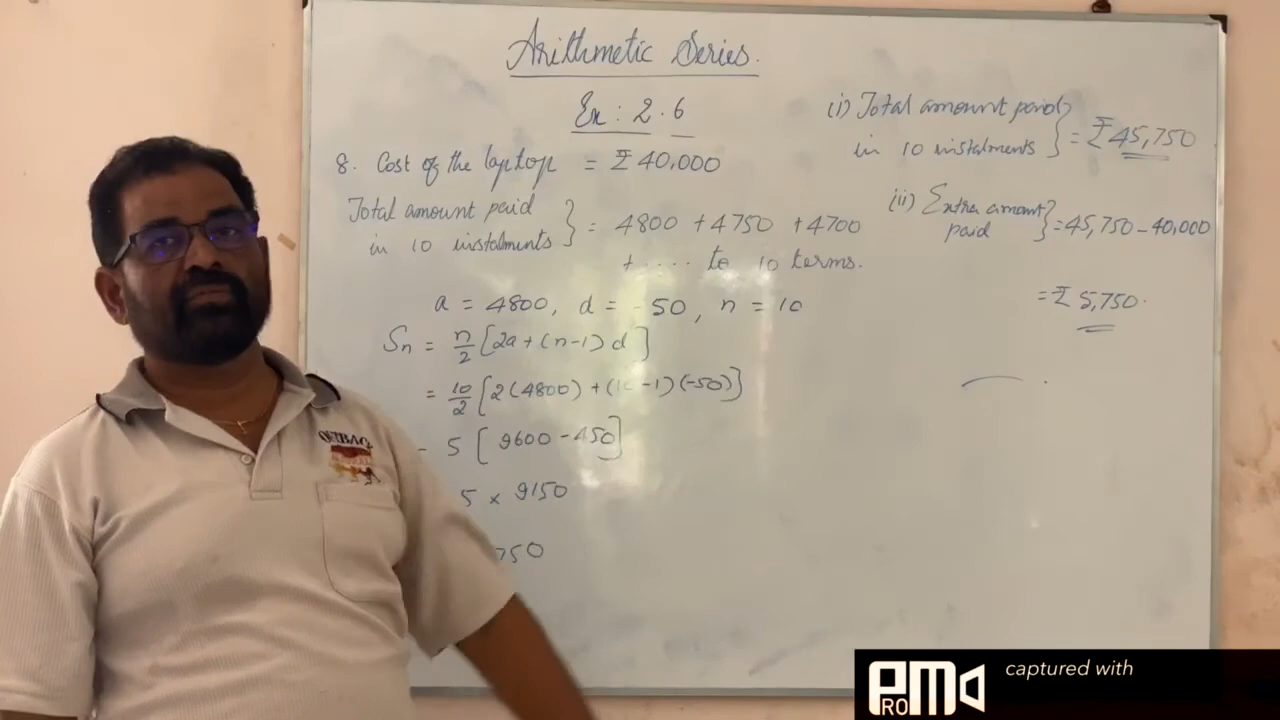 Arithmetic Series.
Ex: 2.6
8. Cost of the laptop = ₹ 40,000
Total amount paid
in 10 instalments } = 4800 + 4750 + 4700
+ .... to 10 terms.
a = 4800, d = -50, n = 10
Sn = n/2 [2a + (n-1) d]
= 10/2 [2(4800) + (10-1)(-50)]
= 5 [9600 - 450]
5 × 9150
750
(i) Total amount paid
in 10 instalments } = ₹ 45,750
(ii) Extra amount
paid } = 45,750 - 40,000
= ₹ 5,750.
PROM
captured with